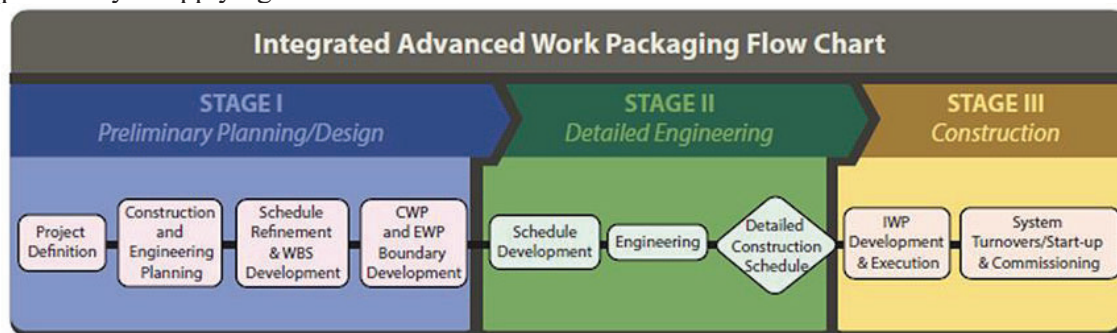 Integrated Advanced Work Packaging Flow Chart
STAGE I
Preliminary Planning/Design
STAGE II
Detailed Engineering
STAGE III
Construction
Project
Definition
Construction
and
Engineering
Planning
Schedule
Refinement
& WBS
Development
CWP
and EWP
Boundary
Development
Schedule
Development
Engineering
Detailed
Construction
Schedule
IWP
Development
& Execution
System
Turnovers/Start-up
& Commissioning